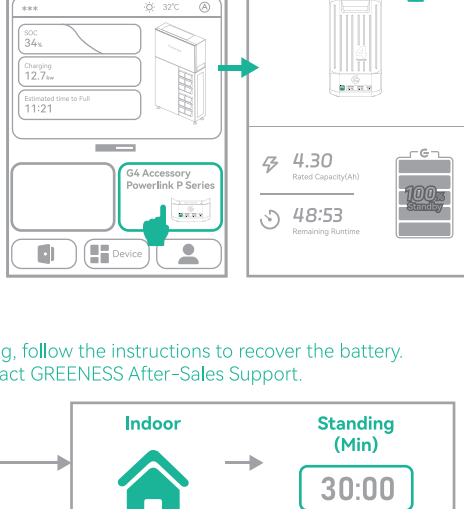 ***
32°C
A
SOC
34%
Charging
12.7kw
Estimated time to Full
11:21
G4 Accessory
Powerlink P Series
Device
4.30
Rated Capacity(Ah)
48:53
Remaining Runtime
G
100%
Standby
g, follow the instructions to recover the battery.
act GREENESS After-Sales Support.
Indoor
Standing
(Min)
30:00